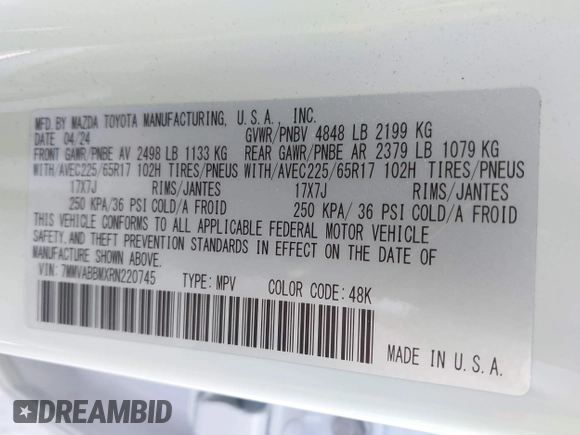 MFD.BY MAZDA TOYOTA MANUFACTURING, U.S.A., INC.
DATE 04/24 GVWR/PNBV 4848 LB 2199 KG
FRONT GAWR/PNBE AV 2498 LB 1133 KG REAR GAWR/PNBE AR 2379 LB 1079 KG
WITH/AVEC225/65R17 102H TIRES/PNEUS WITH/AVEC225/65R17 102H TIRES/PNEUS
17X7J RIMS/JANTES 17X7J RIMS/JANTES
250 KPA/ 36 PSI COLD/A FROID 250 KPA/ 36 PSI COLD/A FROID
THIS VEHICLE CONFORMS TO ALL APPLICABLE FEDERAL MOTOR VEHICLE
SAFETY,AND THEFT PREVENTION STANDARDS IN EFFECT ON THE DATE OF
MANUFACTURE SHOWN ABOVE.
VIN:7MMVABBMXRN220745 TYPE: MPV COLOR CODE:48K
MADE IN U.S.A.
DREAMBID